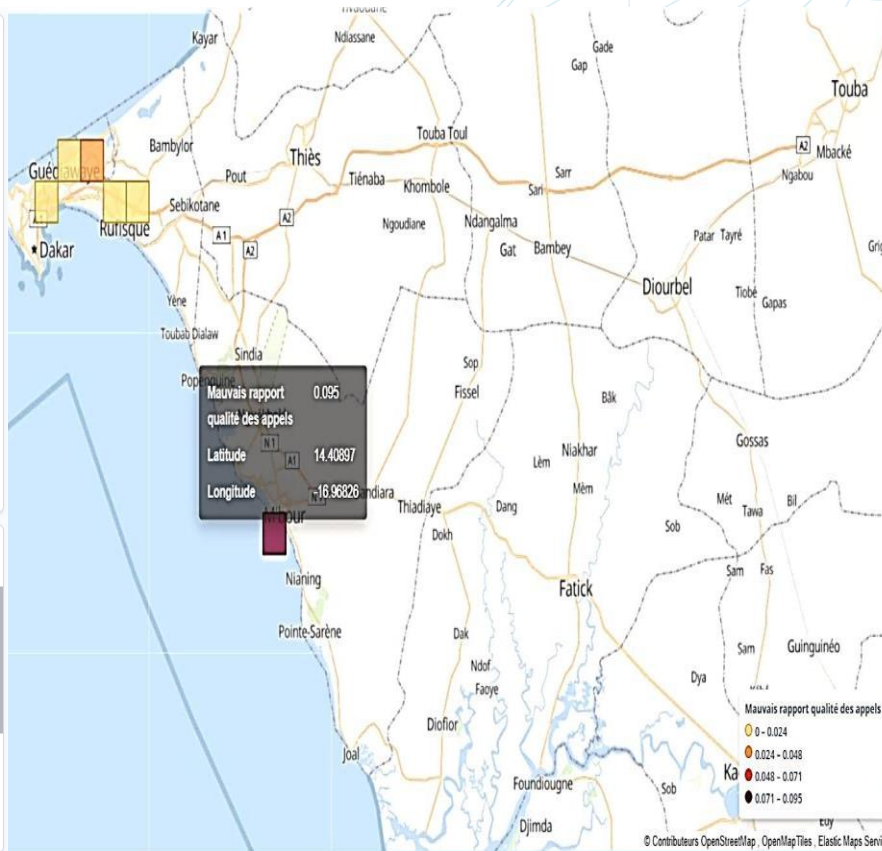 Kayar
Ndiassane
Gade
Gap
Touba
Bambylor
Thiès
Touba Toul
A2
Mbacké
Guédiawaye
Pout
Tiénaba
Khombole
Sari
Sarr
Ngabou
Sebikotane
Rufisque
A 1
A2
A2
Ngoudiane
Ndangalma
Gat
Bambey
Patar
Tayré
Dakar
Diourbel
Tiobé
Gapas
Yène
Toubab Dialaw
Sindia
Popenguine
Sop
Fissel
Bâk
Mauvais rapport 0.095
qualité des appels
Latitude 14.40897
Longitude -16.96826
N 1
A1
Gossas
Niakhar
Lèm
Mèm
Thiadiaye
Dang
Dokh
Mét
Tawa
Bil
Sob
Nianing
Sam
Fas
Fatick
Pointe-Sarène
Dak
Ndof
Faoye
Sam
Guinguinéo
Dya
Diofior
Joal
Foundiougne
Sob
Djimda
Mauvais rapport qualité des appels
0 - 0.024
0.024 - 0.048
0.048 - 0.071
0.071 - 0.095
© Contributeurs OpenStreetMap , OpenMapTiles , Elastic Maps Servi